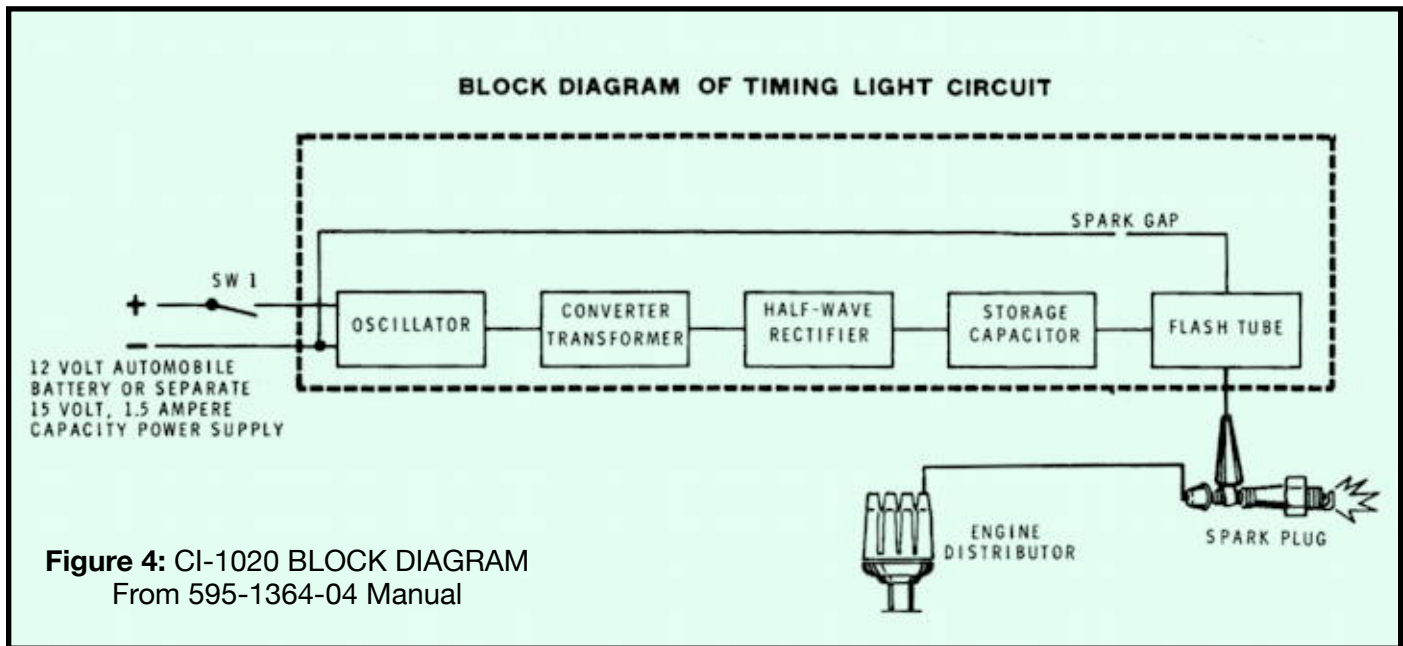 BLOCK DIAGRAM OF TIMING LIGHT CIRCUIT
SPARK GAP
SW 1
+
−
12 VOLT AUTOMOBILE
BATTERY OR SEPARATE
15 VOLT, 1.5 AMPERE
CAPACITY POWER SUPPLY
OSCILLATOR
CONVERTER
TRANSFORMER
HALF-WAVE
RECTIFIER
STORAGE
CAPACITOR
FLASH TUBE
ENGINE
DISTRIBUTOR
SPARK PLUG
Figure 4: CI-1020 BLOCK DIAGRAM
From 595-1364-04 Manual